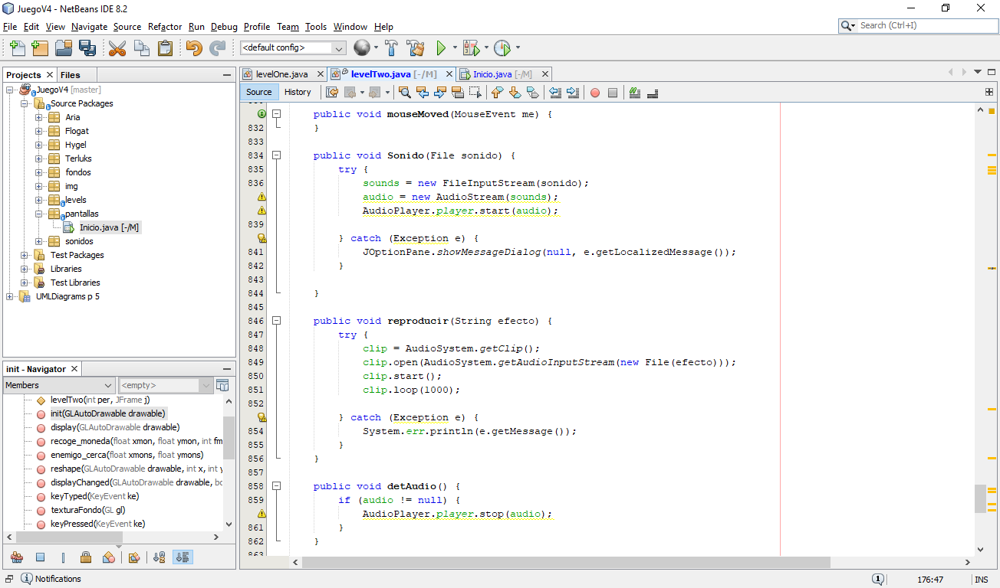 JuegoV4 - NetBeans IDE 8.2
File Edit View Navigate Source Refactor Run Debug Profile Team Tools Window Help
Search (Ctrl+I)
<default config>
Projects Files
JuegoV4 [master]
Source Packages
Aria
Flogat
Hygel
Terluks
fondos
img
levels
pantallas
Inicio.java [-/M]
sonidos
Test Packages
Libraries
Test Libraries
UMLDiagrams p 5
init - Navigator
Members <empty>
levelTwo(int per, JFrame j)
init(GLAutoDrawable drawable)
display(GLAutoDrawable drawable)
recoge_moneda(float xmon, float ymon, int fm
enemigo_cerca(float xmons, float ymons)
reshape(GLAutoDrawable drawable, int x, int y
displayChanged(GLAutoDrawable drawable, bo
keyTyped(KeyEvent ke)
texturaFondo(GL gl)
keyPressed(KeyEvent ke)
levelOne.java levelTwo.java [-/M] Inicio.java [-/M]
Source History
public void mouseMoved(MouseEvent me) {
832 }
833
834 public void Sonido(File sonido) {
835 try {
836 sounds = new FileInputStream(sonido);
audio = new AudioStream(sounds);
AudioPlayer.player.start(audio);
839
} catch (Exception e) {
841 JOptionPane.showMessageDialog(null, e.getLocalizedMessage());
842 }
843
844 }
845
846 public void reproducir(String efecto) {
847 try {
848 clip = AudioSystem.getClip();
849 clip.open(AudioSystem.getAudioInputStream(new File(efecto)));
850 clip.start();
851 clip.loop(1000);
852
} catch (Exception e) {
854 System.err.println(e.getMessage());
855 }
856 }
857
858 public void detAudio() {
859 if (audio != null) {
AudioPlayer.player.stop(audio);
861 }
862 }
863
Notifications
1
176:47 INS